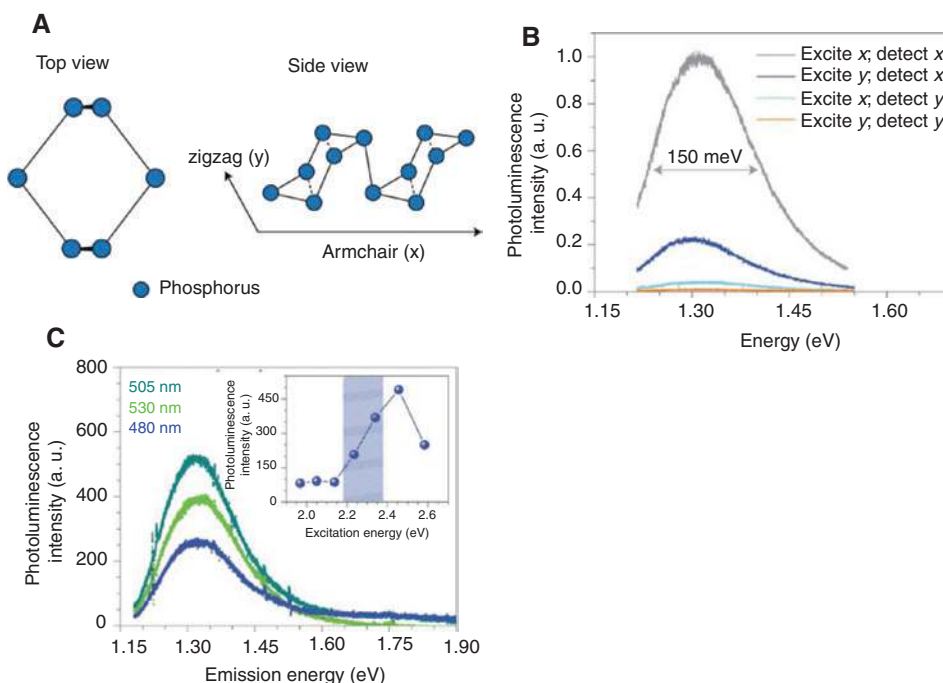 A
Top view
Side view
zigzag (y)
Armchair (x)
Phosphorus
B
Photoluminescence
intensity (a. u.)
1.0
0.8
0.6
0.4
0.2
0.0
Excite x; detect x
Excite y; detect x
Excite x; detect y
Excite y; detect y
150 meV
1.15
1.30
1.45
1.60
Energy (eV)
C
Photoluminescence
intensity (a. u.)
800
600
400
200
0
505 nm
530 nm
480 nm
Photoluminescence
intensity (a. u.)
450
300
150
0
2.0
2.2
2.4
2.6
Excitation energy (eV)
1.15
1.30
1.45
1.60
1.75
1.90
Emission energy (eV)